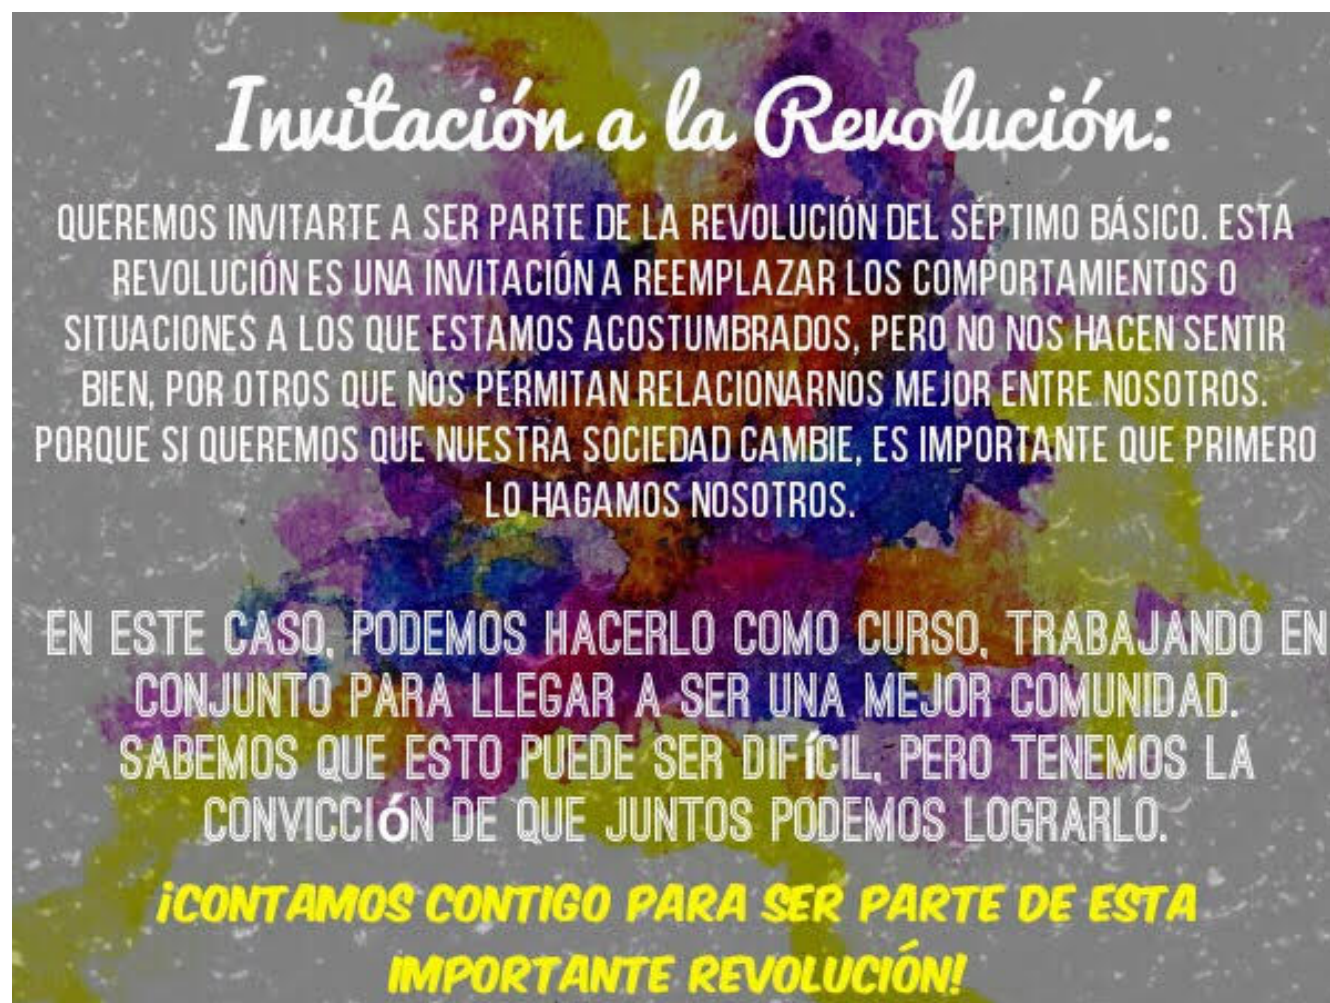 Invitación a la Revolución:
QUEREMOS INVITARTE A SER PARTE DE LA REVOLUCIÓN DEL SÉPTIMO BÁSICO. ESTA
REVOLUCIÓN ES UNA INVITACIÓN A REEMPLAZAR LOS COMPORTAMIENTOS O
SITUACIONES A LOS QUE ESTAMOS ACOSTUMBRADOS, PERO NO NOS HACEN SENTIR
BIEN, POR OTROS QUE NOS PERMITAN RELACIONARNOS MEJOR ENTRE NOSOTROS.
PORQUE SI QUEREMOS QUE NUESTRA SOCIEDAD CAMBIE, ES IMPORTANTE QUE PRIMERO
LO HAGAMOS NOSOTROS.
EN ESTE CASO, PODEMOS HACERLO COMO CURSO, TRABAJANDO EN
CONJUNTO PARA LLEGAR A SER UNA MEJOR COMUNIDAD.
SABEMOS QUE ESTO PUEDE SER DIFÍCIL, PERO TENEMOS LA
CONVICCIÓN DE QUE JUNTOS PODEMOS LOGRARLO.
¡CONTAMOS CONTIGO PARA SER PARTE DE ESTA
IMPORTANTE REVOLUCIÓN!